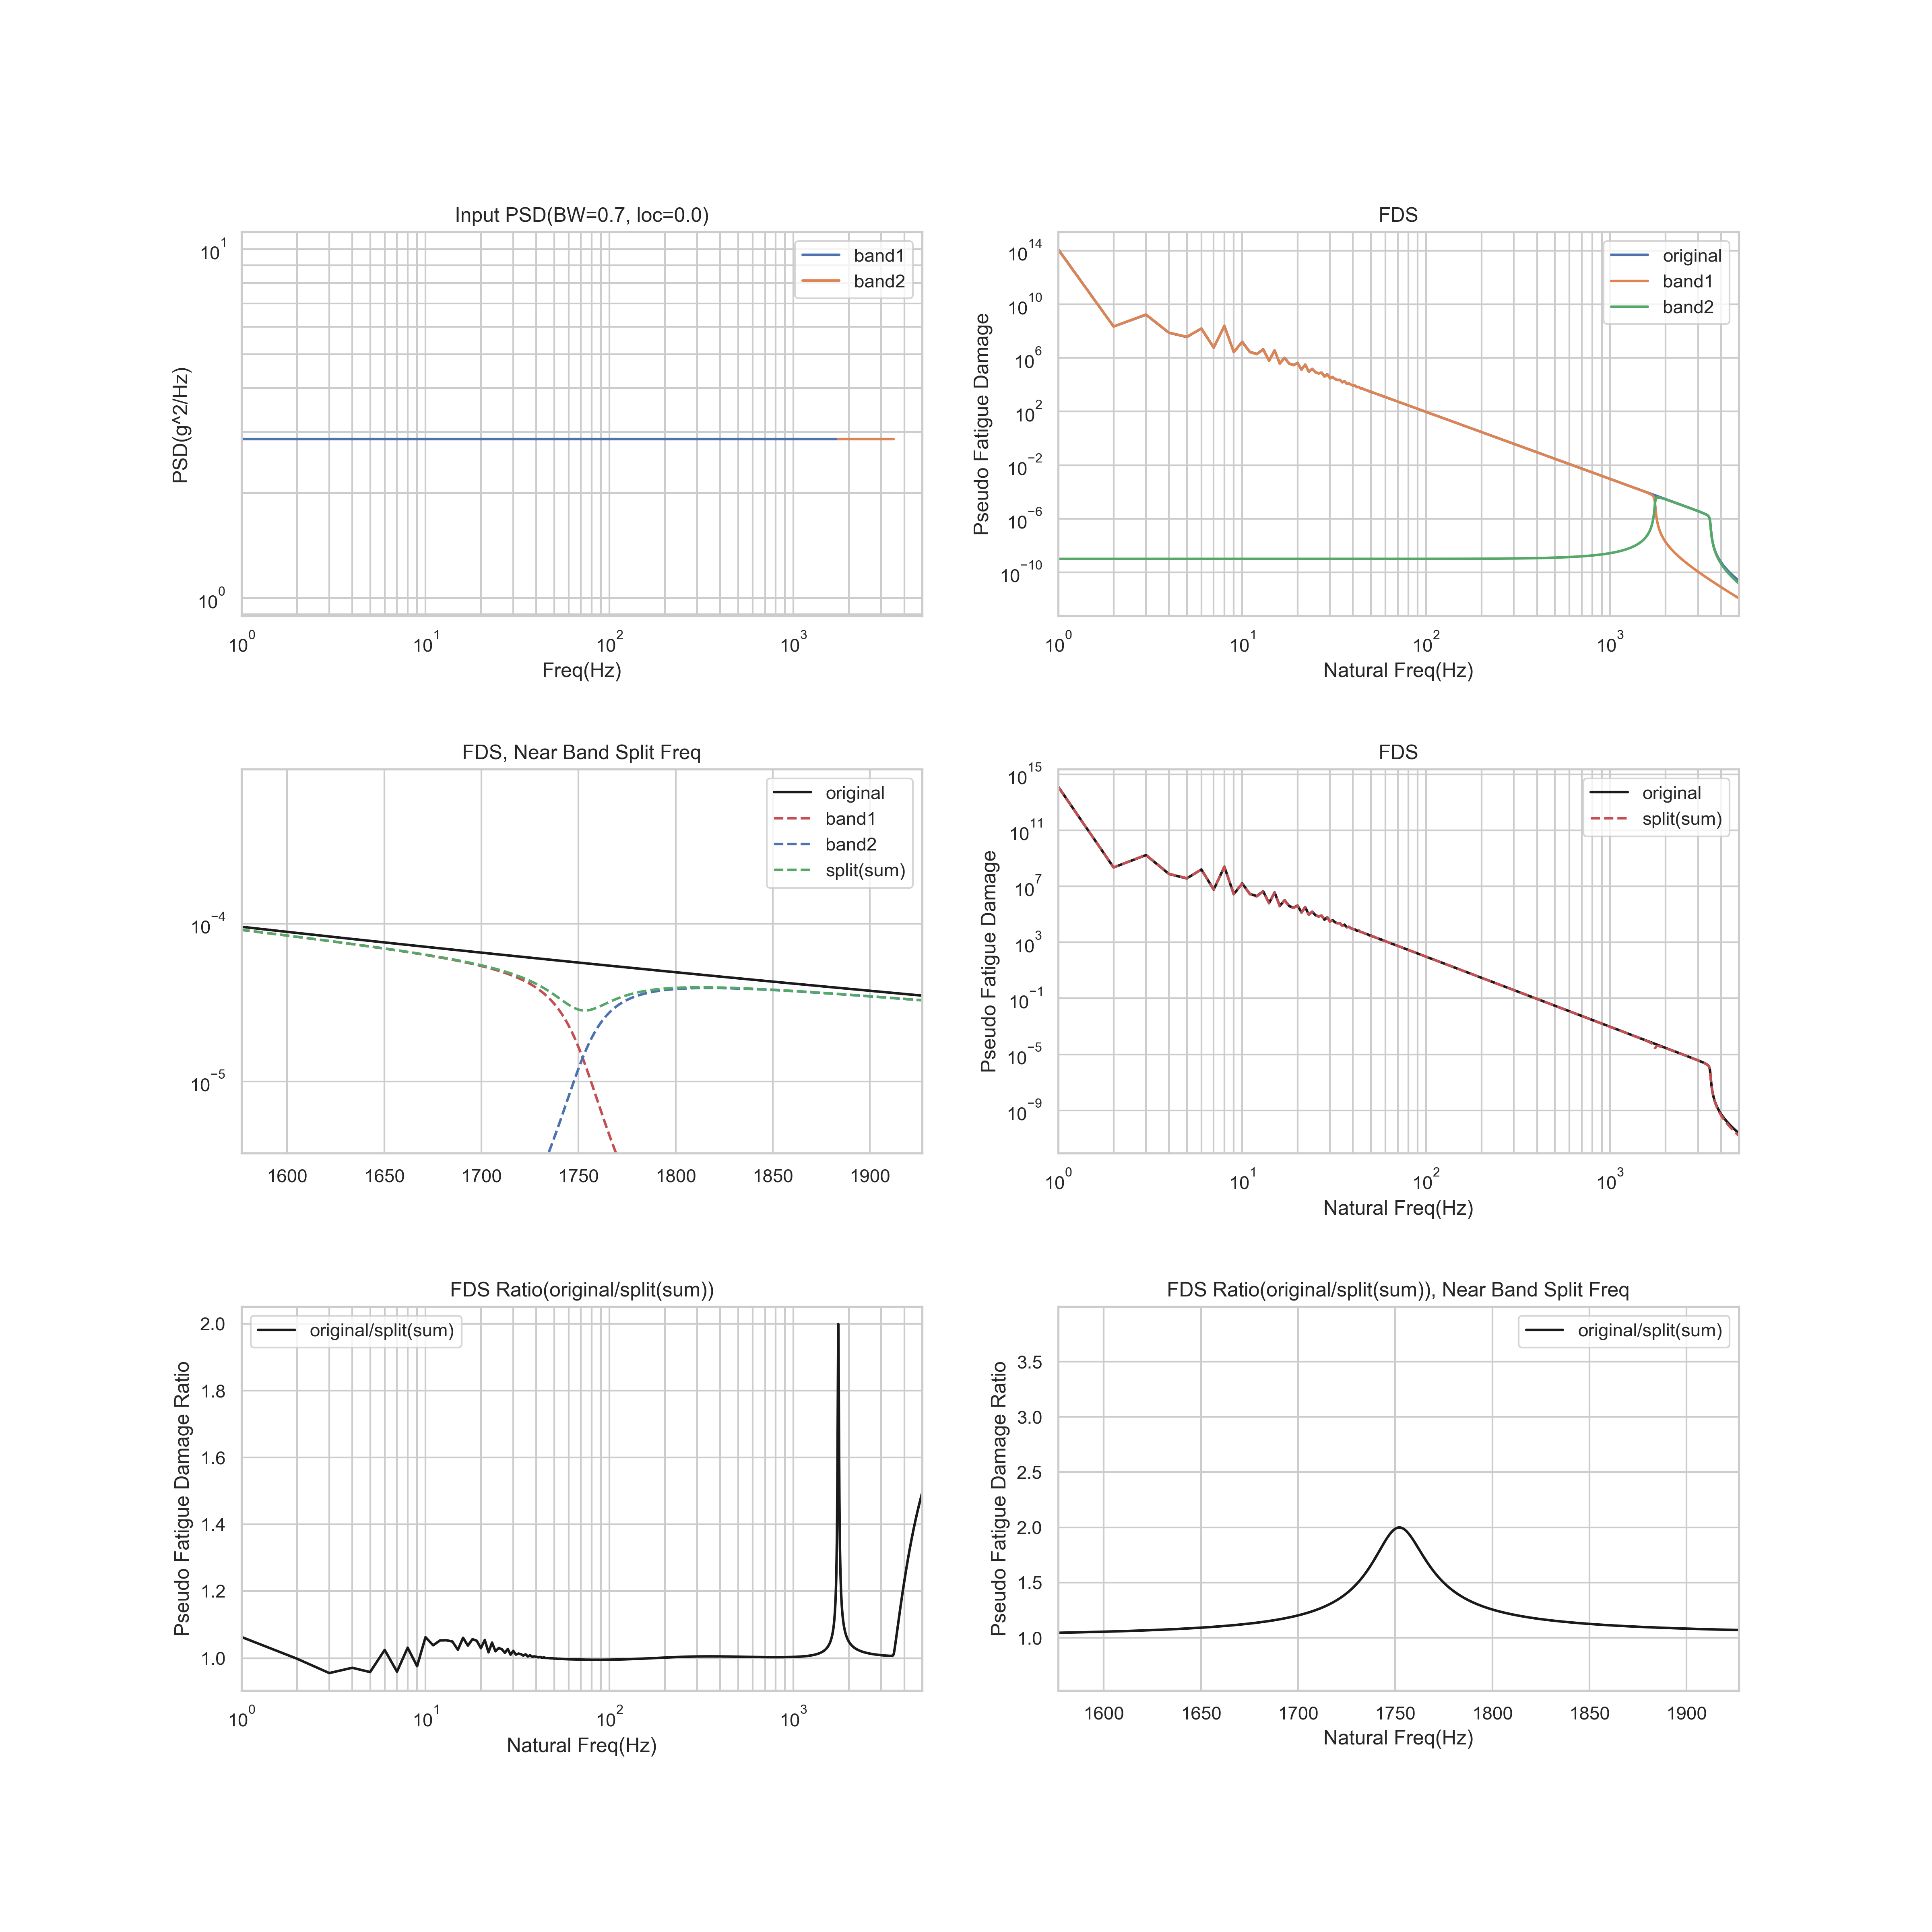 Input PSD(BW=0.7, loc=0.0)
PSD(g^2/Hz)
10^1
10^0
band1
band2
10^0 10^1 10^2 10^3
Freq(Hz)
FDS
Pseudo Fatigue Damage
10^14
10^10
10^6
10^2
10^−2
10^−6
10^−10
original
band1
band2
10^0 10^1 10^2 10^3
Natural Freq(Hz)
FDS, Near Band Split Freq
10^−4
10^−5
original
band1
band2
split(sum)
1600 1650 1700 1750 1800 1850 1900
FDS
Pseudo Fatigue Damage
10^15
10^11
10^7
10^3
10^−1
10^−5
10^−9
original
split(sum)
10^0 10^1 10^2 10^3
Natural Freq(Hz)
FDS Ratio(original/split(sum))
Pseudo Fatigue Damage Ratio
2.0
1.8
1.6
1.4
1.2
1.0
original/split(sum)
10^0 10^1 10^2 10^3
Natural Freq(Hz)
FDS Ratio(original/split(sum)), Near Band Split Freq
Pseudo Fatigue Damage Ratio
3.5
3.0
2.5
2.0
1.5
1.0
original/split(sum)
1600 1650 1700 1750 1800 1850 1900
Natural Freq(Hz)